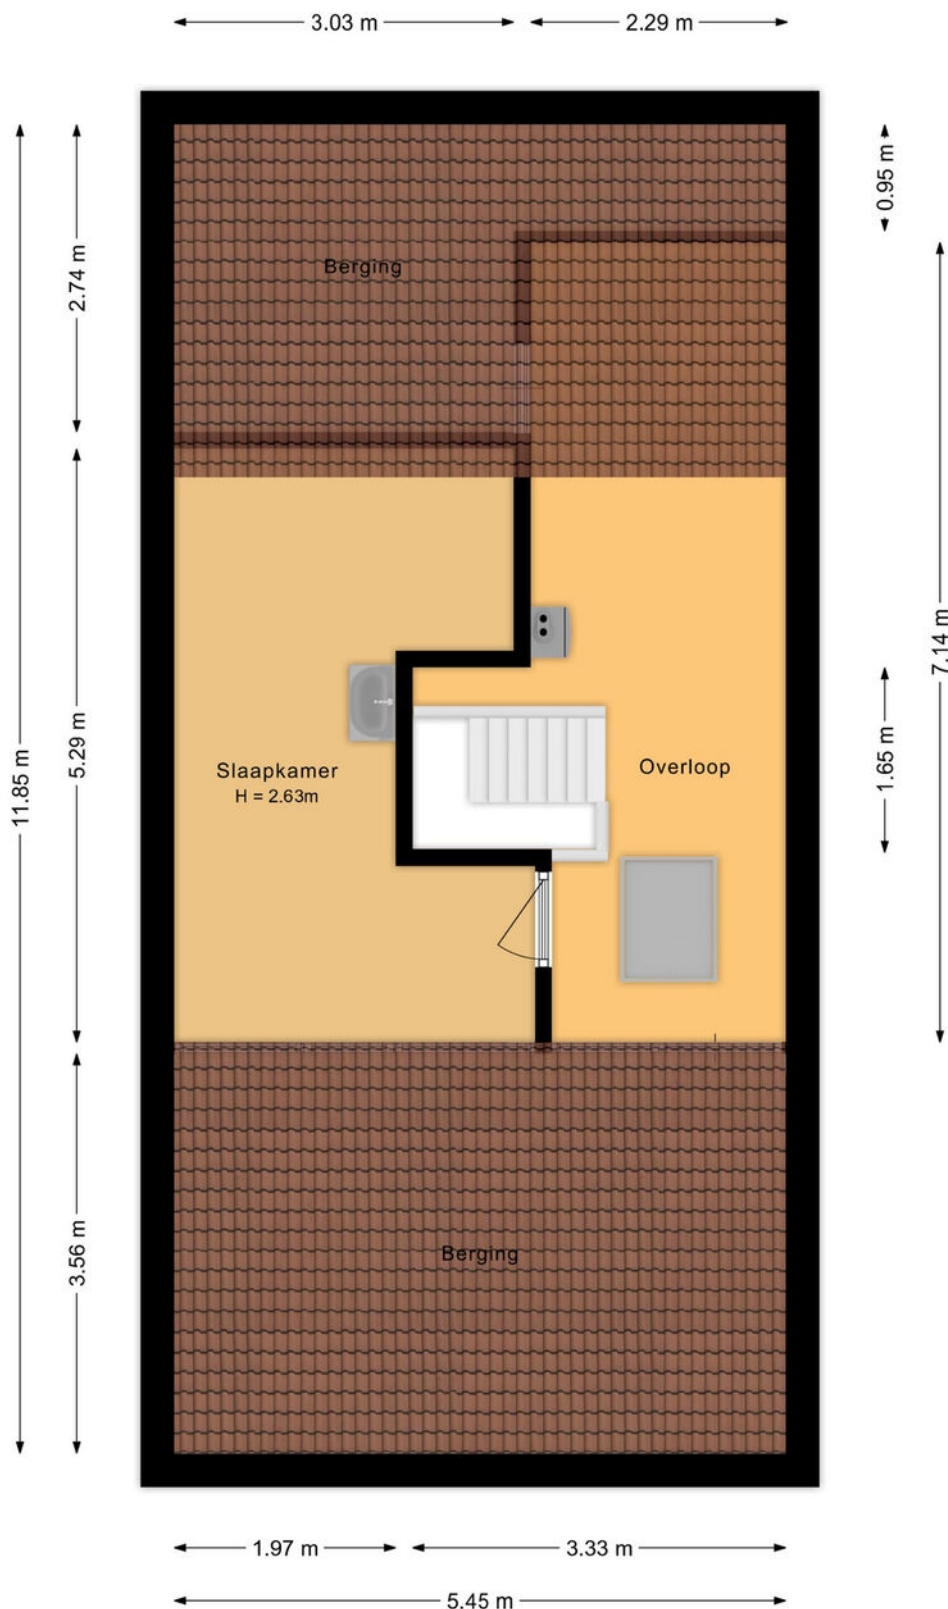 3.03 m
2.29 m
0.95 m
2.74 m
Berging
7.14 m
5.29 m
11.85 m
1.65 m
Slaapkamer
H = 2.63m
Overloop
3.56 m
Berging
1.97 m
3.33 m
5.45 m